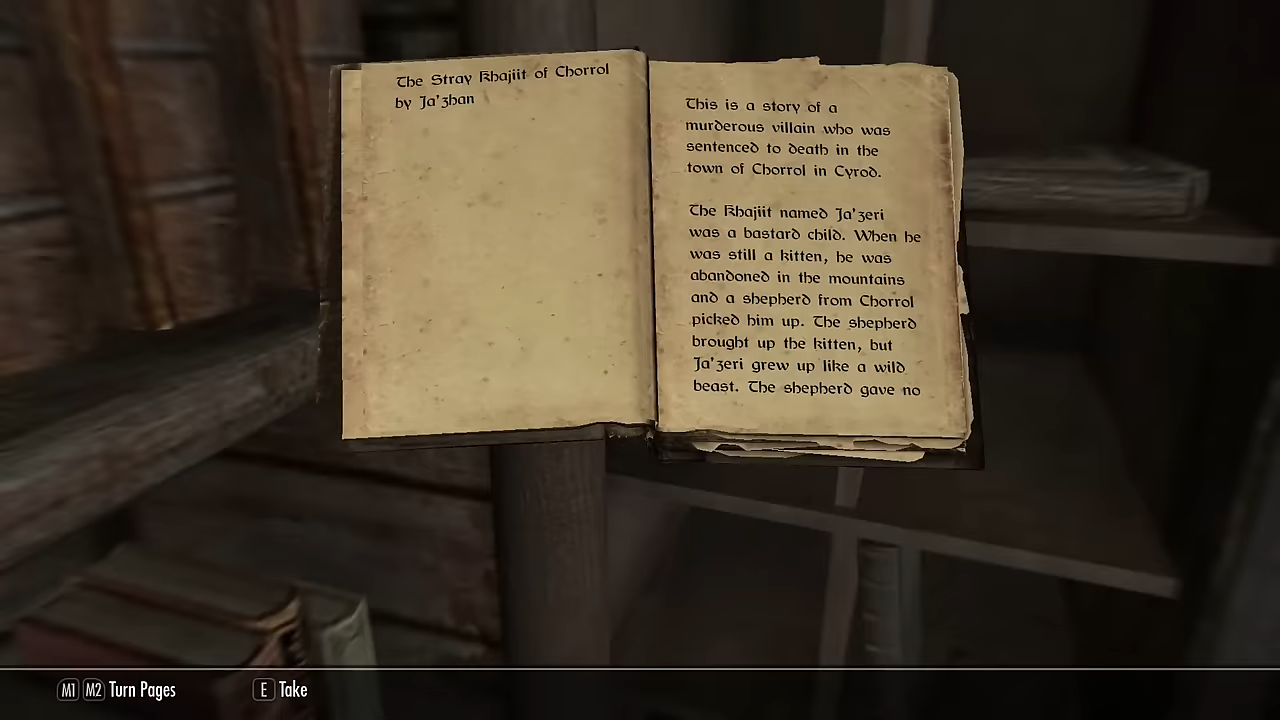 The Stray Khajiit of Chorrol
by Ja'zhan
This is a story of a
murderous villain who was
sentenced to death in the
town of Chorrol in Cyrod.
The Khajiit named Ja'zeri
was a bastard child. When he
was still a kitten, he was
abandoned in the mountains
and a shepherd from Chorrol
picked him up. The shepherd
brought up the kitten, but
Ja'zeri grew up like a wild
beast. The shepherd gave no
M1 M2 Turn Pages
E Take